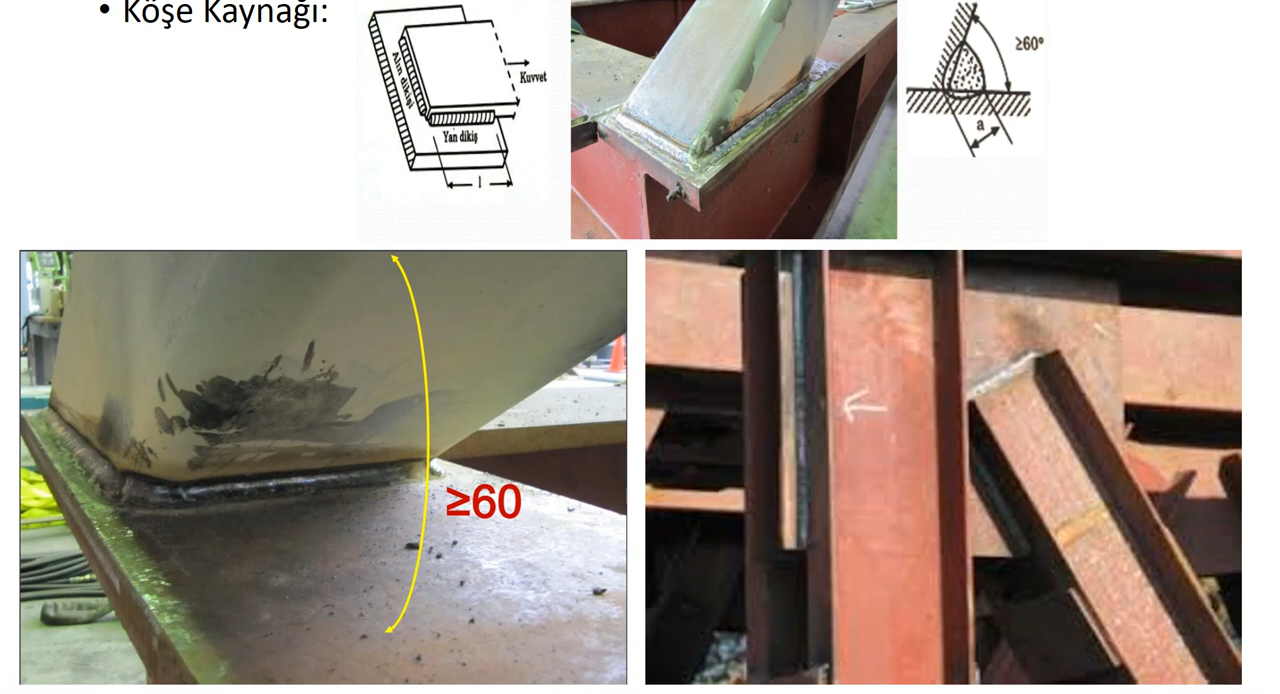 • Köşe Kaynağı:
Alın dikişi
Kuvvet
Yan dikiş
l
≥60°
a
≥60